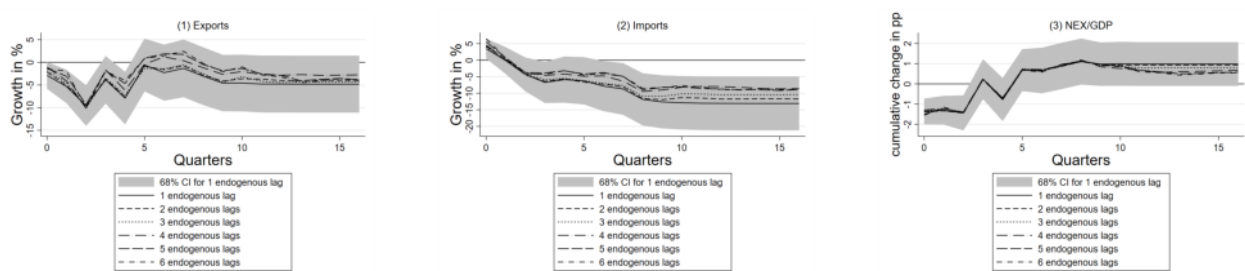 (1) Exports
Growth in %
0
-5
-10
-15
0
5
10
15
Quarters
68% CI for 1 endogenous lag
1 endogenous lag
2 endogenous lags
3 endogenous lags
4 endogenous lags
5 endogenous lags
6 endogenous lags
(2) Imports
Growth in %
10
5
0
-5
-10
-15
-20
0
5
10
15
Quarters
68% CI for 1 endogenous lag
1 endogenous lag
2 endogenous lags
3 endogenous lags
4 endogenous lags
5 endogenous lags
6 endogenous lags
(3) NEX/GDP
cumulative change in pp
2
1
0
-1
-2
0
5
10
15
Quarters
68% CI for 1 endogenous lag
1 endogenous lag
2 endogenous lags
3 endogenous lags
4 endogenous lags
5 endogenous lags
6 endogenous lags